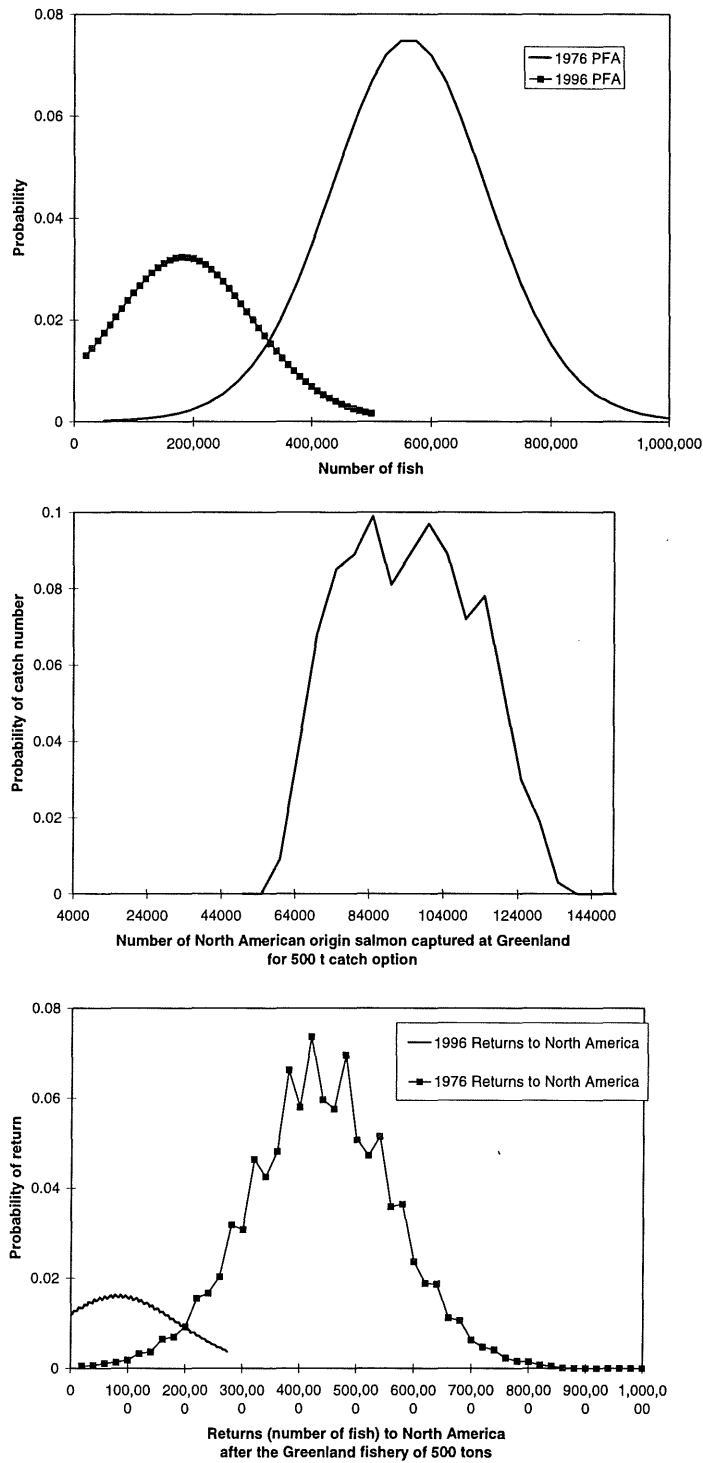 0.08
0.06
0.04
0.02
0
Probability
1976 PFA
1996 PFA
0 200,000 400,000 600,000 800,000 1,000,000
Number of fish
0.1
0.08
0.06
0.04
0.02
0
Probability of catch number
4000 24000 44000 64000 84000 104000 124000 144000
Number of North American origin salmon captured at Greenland
for 500 t catch option
0.08
0.06
0.04
0.02
0
Probability of return
1996 Returns to North America
1976 Returns to North America
0 100,00 200,00 300,00 400,00 500,00 600,00 700,00 800,00 900,00 1,000,0
0 0 0 0 0 0 0 0 0 00
Returns (number of fish) to North America
after the Greenland fishery of 500 tons